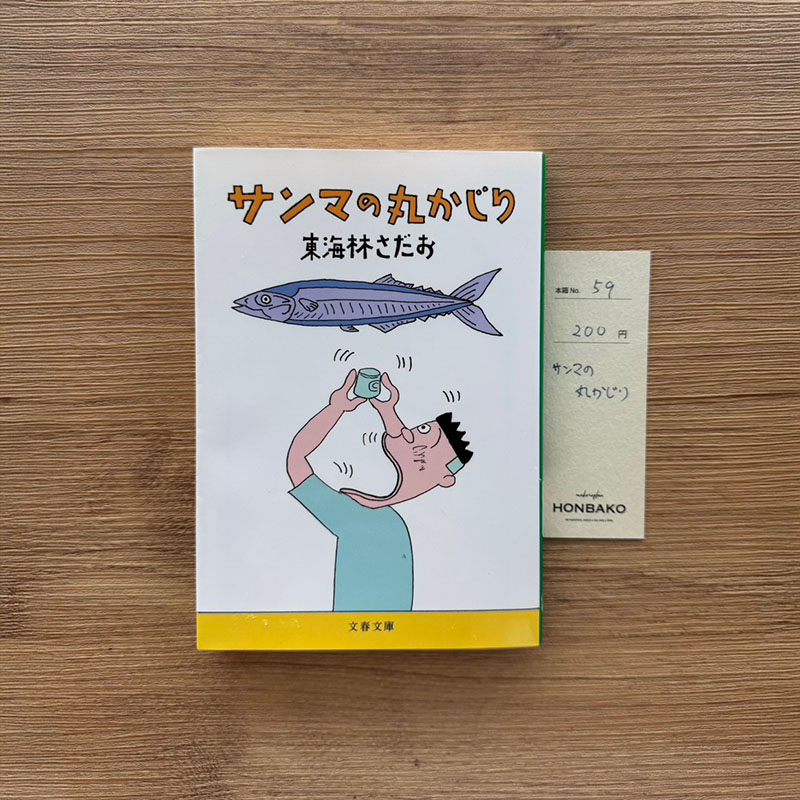 サンマの丸かじり
東海林さだお
文春文庫
本箱 No. 59
200 円
サンマの
丸かじり
HONBAKO